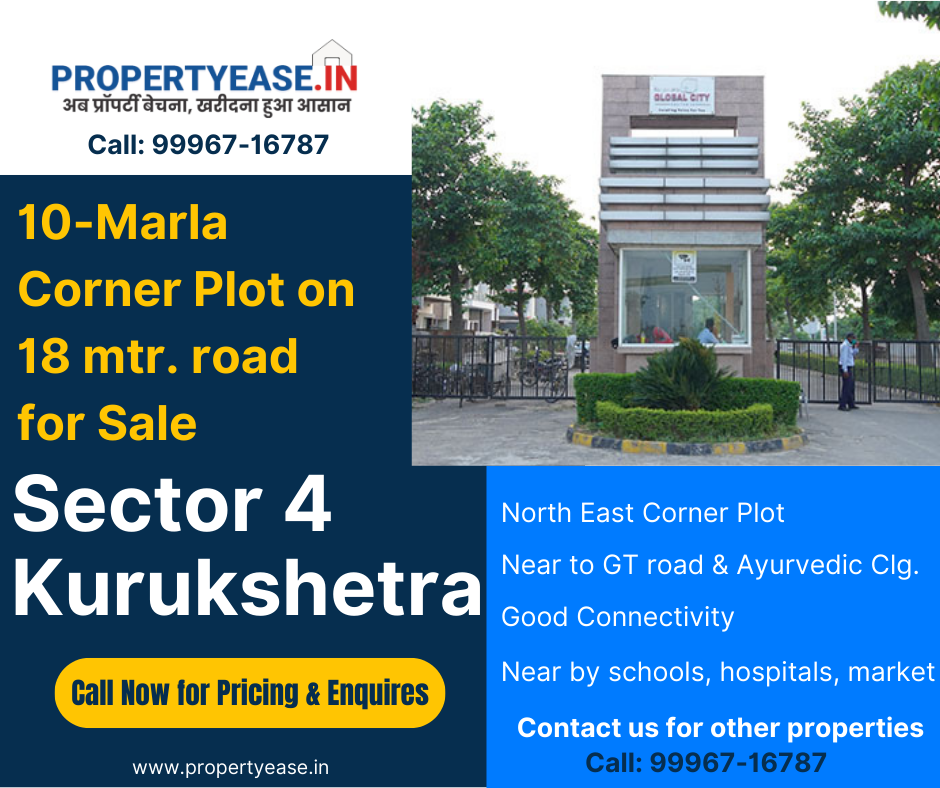 PROPERTYEASE.IN
अब प्रॉपर्टी बेचना, खरीदना हुआ आसान
Call: 99967-16787
10-Marla
Corner Plot on
18 mtr. road
for Sale
Sector 4
Kurukshetra
Call Now for Pricing & Enquires
www.propertyease.in
GLOBAL CITY
North East Corner Plot
Near to GT road & Ayurvedic Clg.
Good Connectivity
Near by schools, hospitals, market
Contact us for other properties
Call: 99967-16787